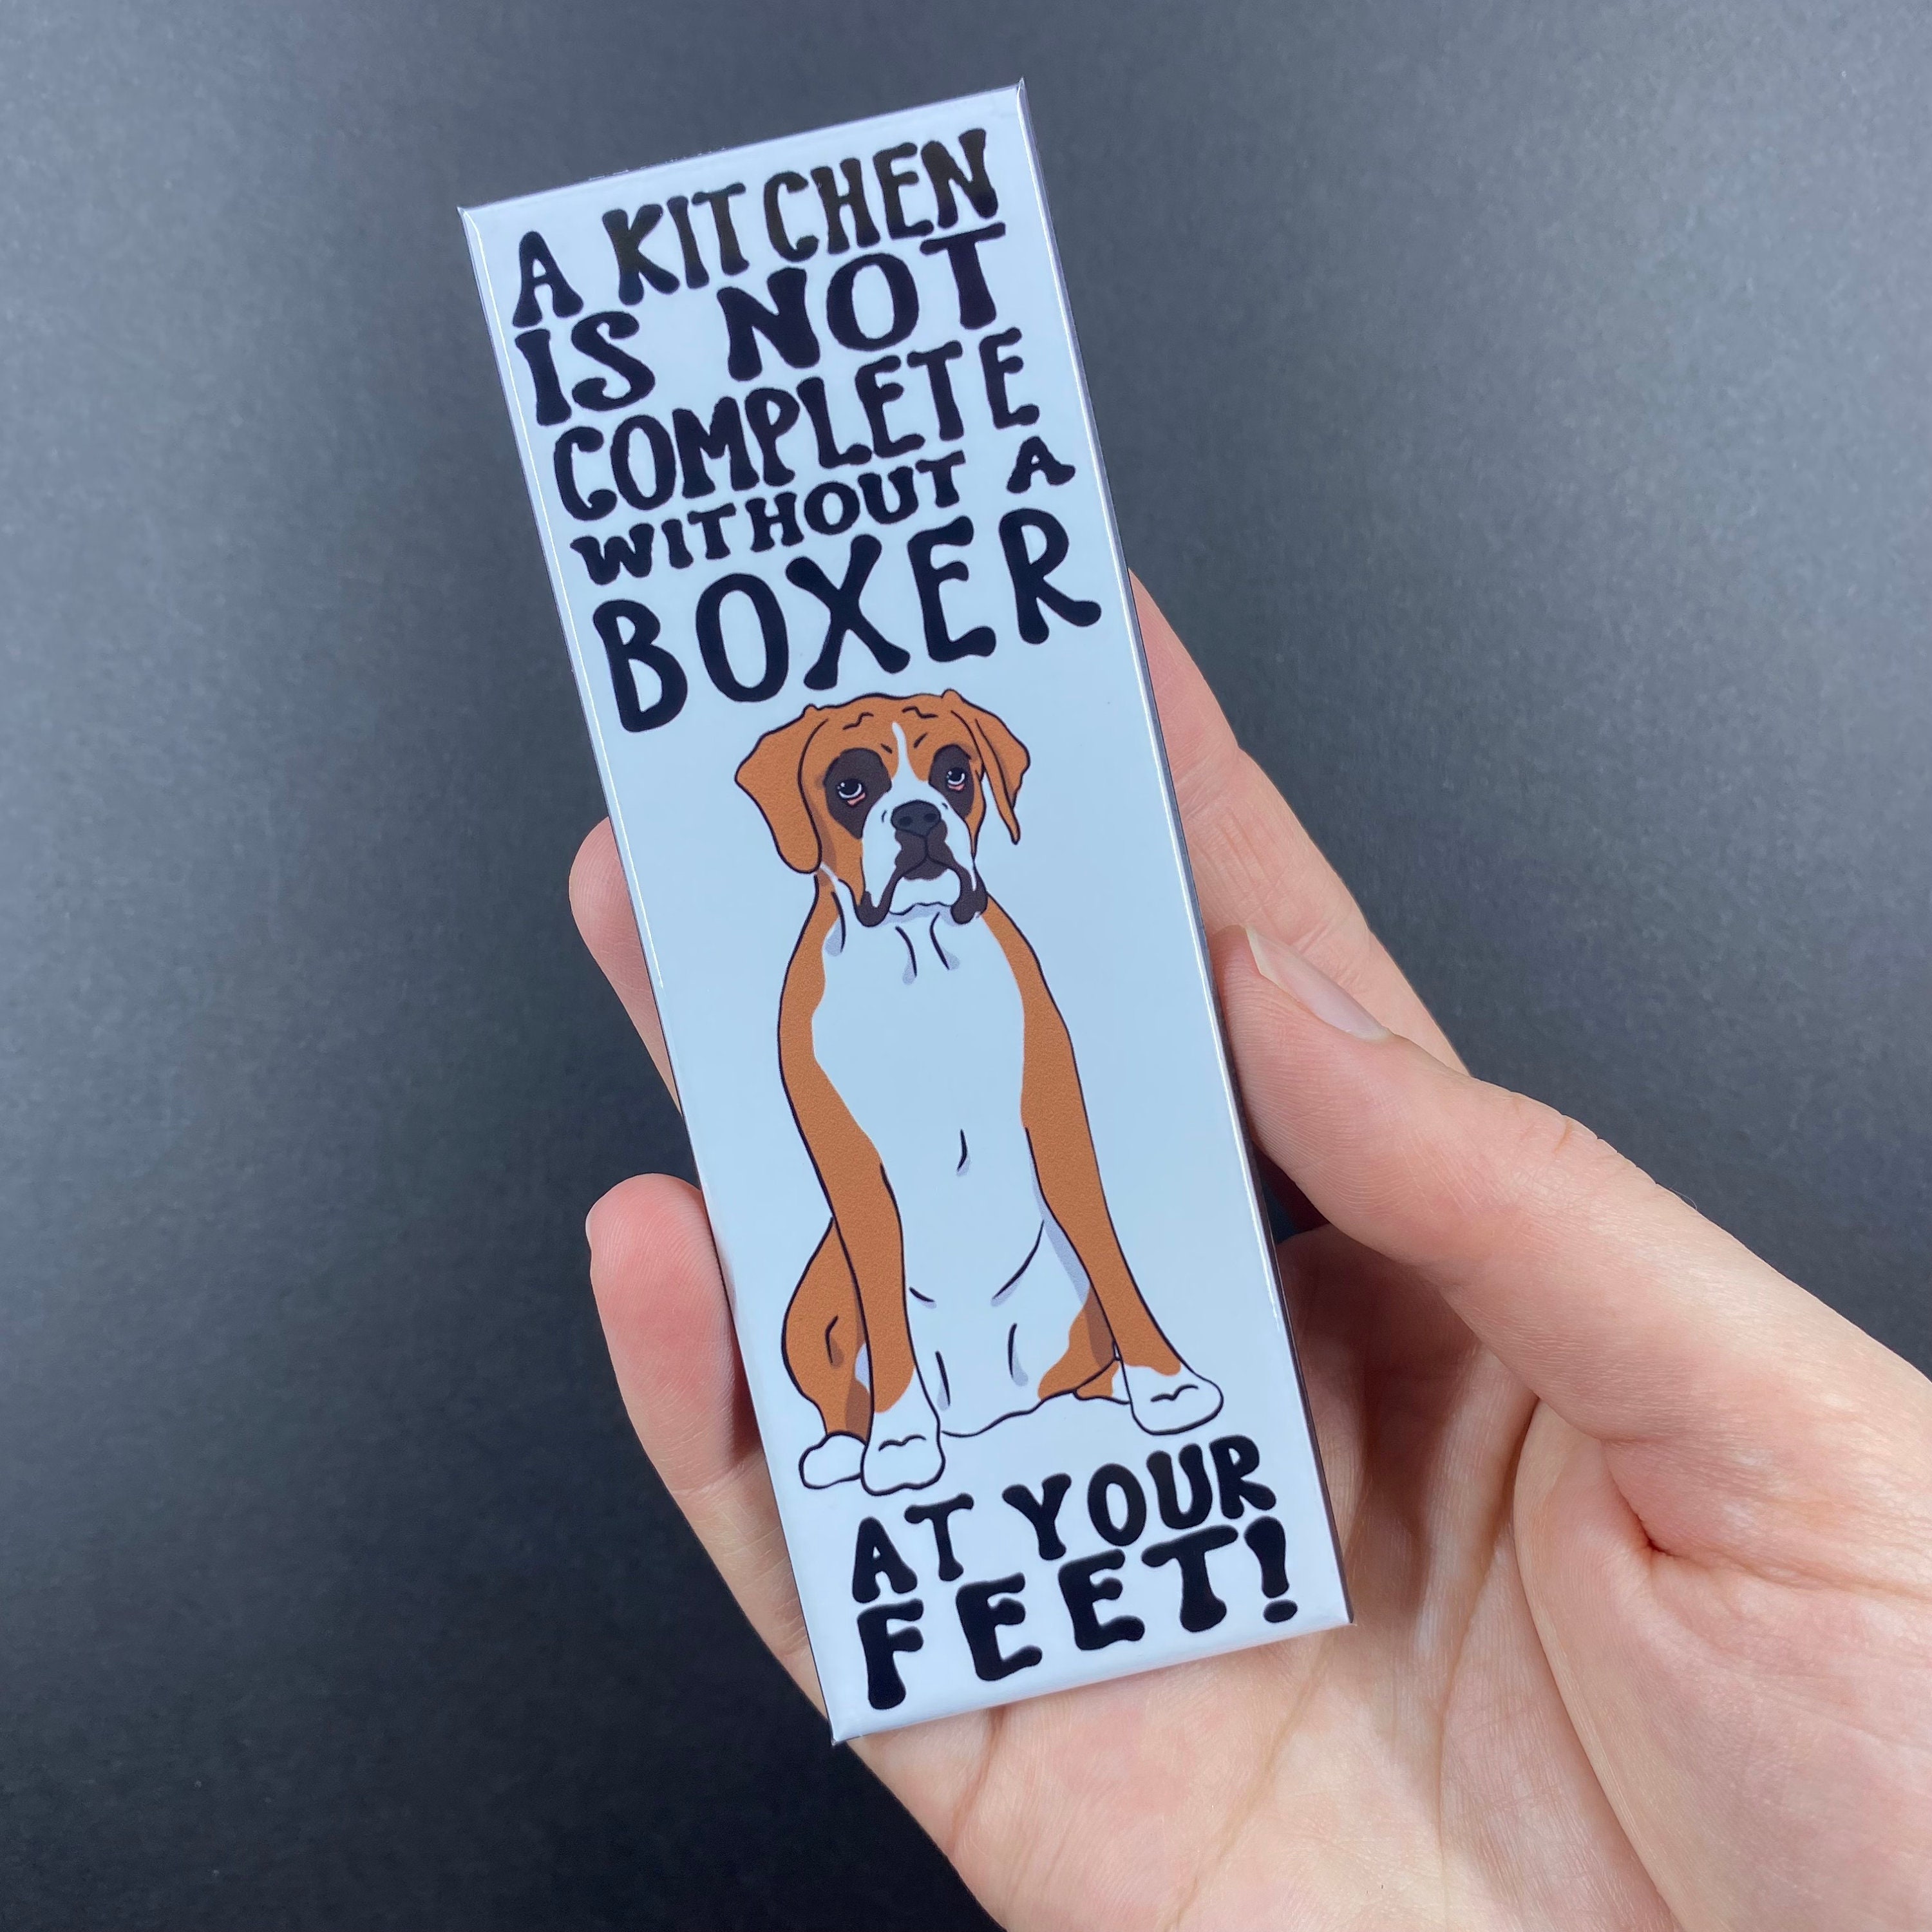 A KITCHEN
IS NOT
COMPLETE
WITHOUT A
BOXER
AT YOUR
FEET!